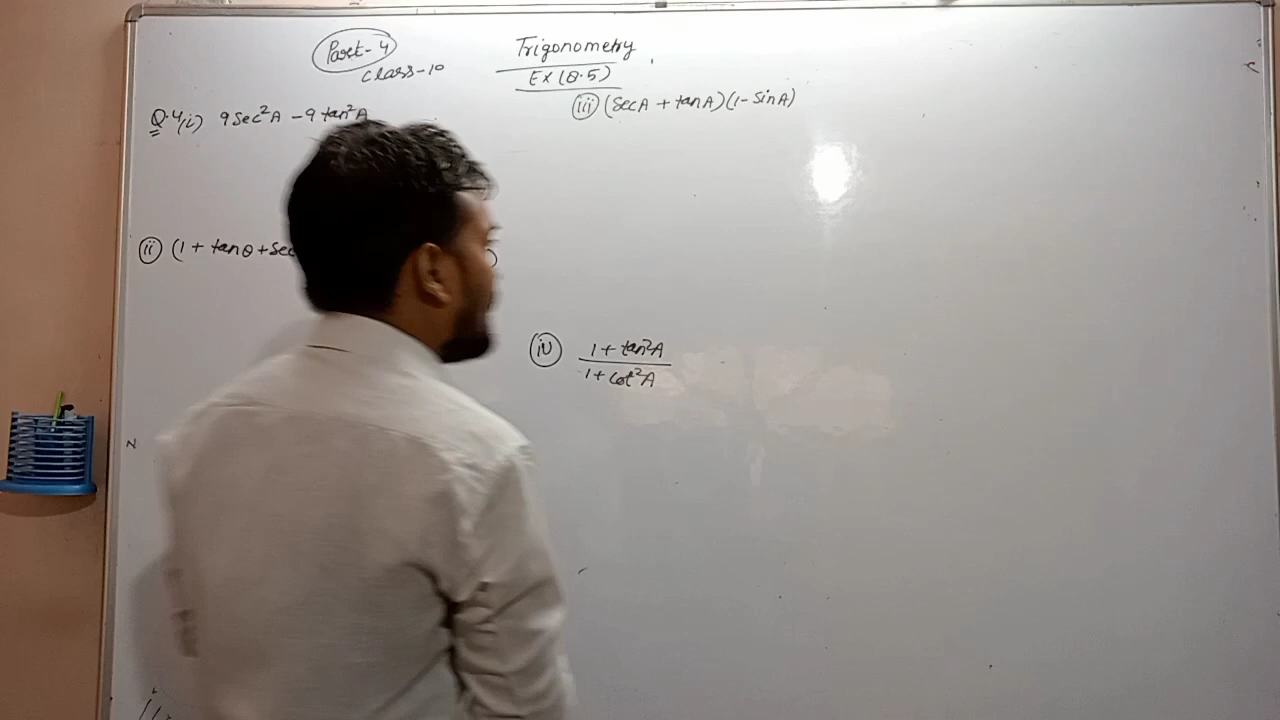 Part-4
Class-10
Trigonometry
EX (8.5)
Q.4(i) 9 Sec²A - 9 tan²A
(ii) (1 + tanθ + sec
(iii) (SecA + tanA)(1 - SinA)
(iv) 1 + tan²A
1 + Cot²A